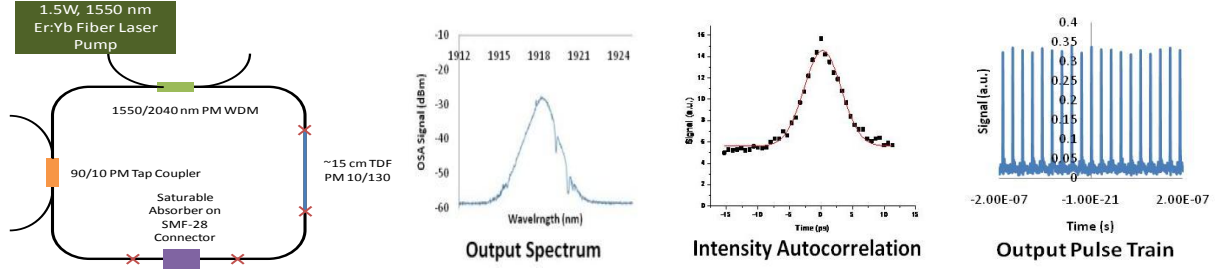 1.5W, 1550 nm
Er:Yb Fiber Laser
Pump
1550/2040 nm PM WDM
~15 cm TDF
PM 10/130
90/10 PM Tap Coupler
Saturable
Absorber on
SMF-28
Connector
-10
1912 1915 1918 1921 1924
-20
-30
-40
-50
-60
OSA Signal (dBm)
Wavelrngth (nm)
Output Spectrum
16
14
12
10
8
6
4
2
0
Signal (a.u.)
-15 -10 -5 0 5 10
Time (ps)
Intensity Autocorrelation
0.4
0.35
0.3
0.25
0.2
0.15
0.1
0.05
0
Signal (a.u.)
-2.00E-07 -1.00E-21 2.00E-07
Time (s)
Output Pulse Train